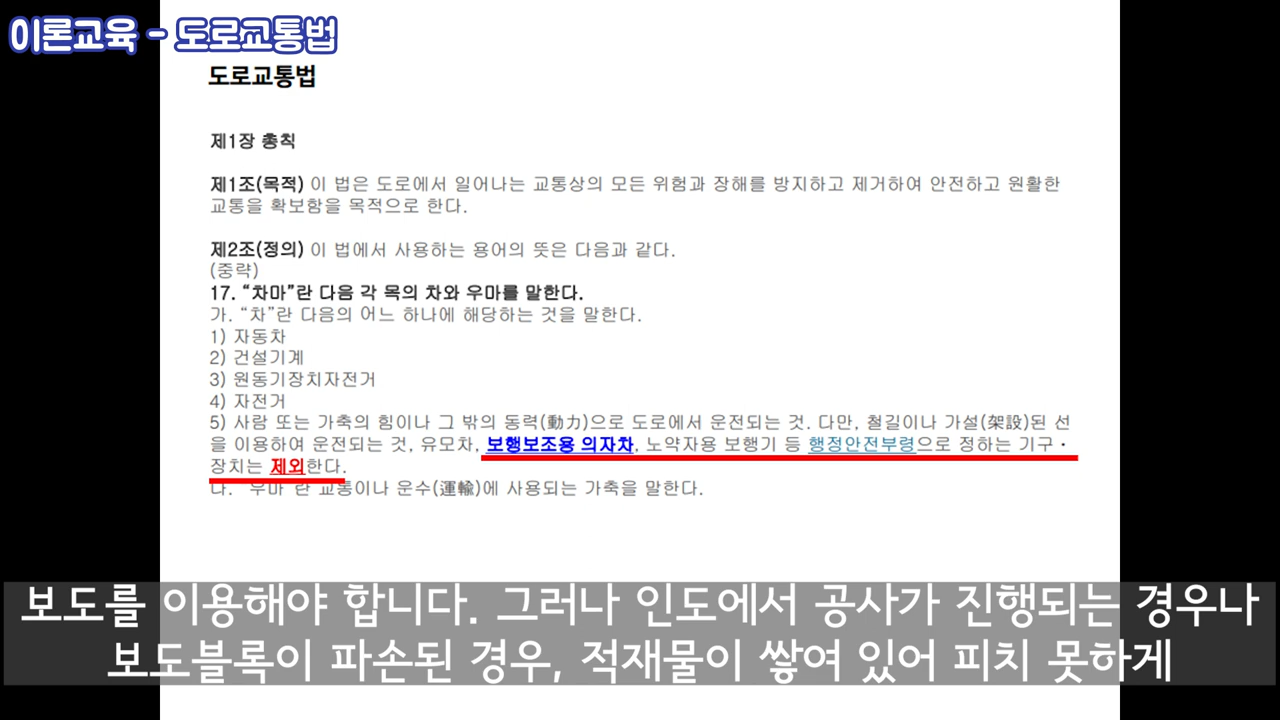 이론교육 - 도로교통법
도로교통법
제1장 총칙
제1조(목적) 이 법은 도로에서 일어나는 교통상의 모든 위험과 장해를 방지하고 제거하여 안전하고 원활한
교통을 확보함을 목적으로 한다.
제2조(정의) 이 법에서 사용하는 용어의 뜻은 다음과 같다.
(중략)
17. “차마”란 다음 각 목의 차와 우마를 말한다.
가. “차”란 다음의 어느 하나에 해당하는 것을 말한다.
1) 자동차
2) 건설기계
3) 원동기장치자전거
4) 자전거
5) 사람 또는 가축의 힘이나 그 밖의 동력(動力)으로 도로에서 운전되는 것. 다만, 철길이나 가설(架設)된 선
을 이용하여 운전되는 것, 유모차, 보행보조용 의자차, 노약자용 보행기 등 행정안전부령으로 정하는 기구·
장치는 제외한다.
나. “우마”란 교통이나 운수(運輸)에 사용되는 가축을 말한다.
보도를 이용해야 합니다. 그러나 인도에서 공사가 진행되는 경우나
보도블록이 파손된 경우, 적재물이 쌓여 있어 피치 못하게